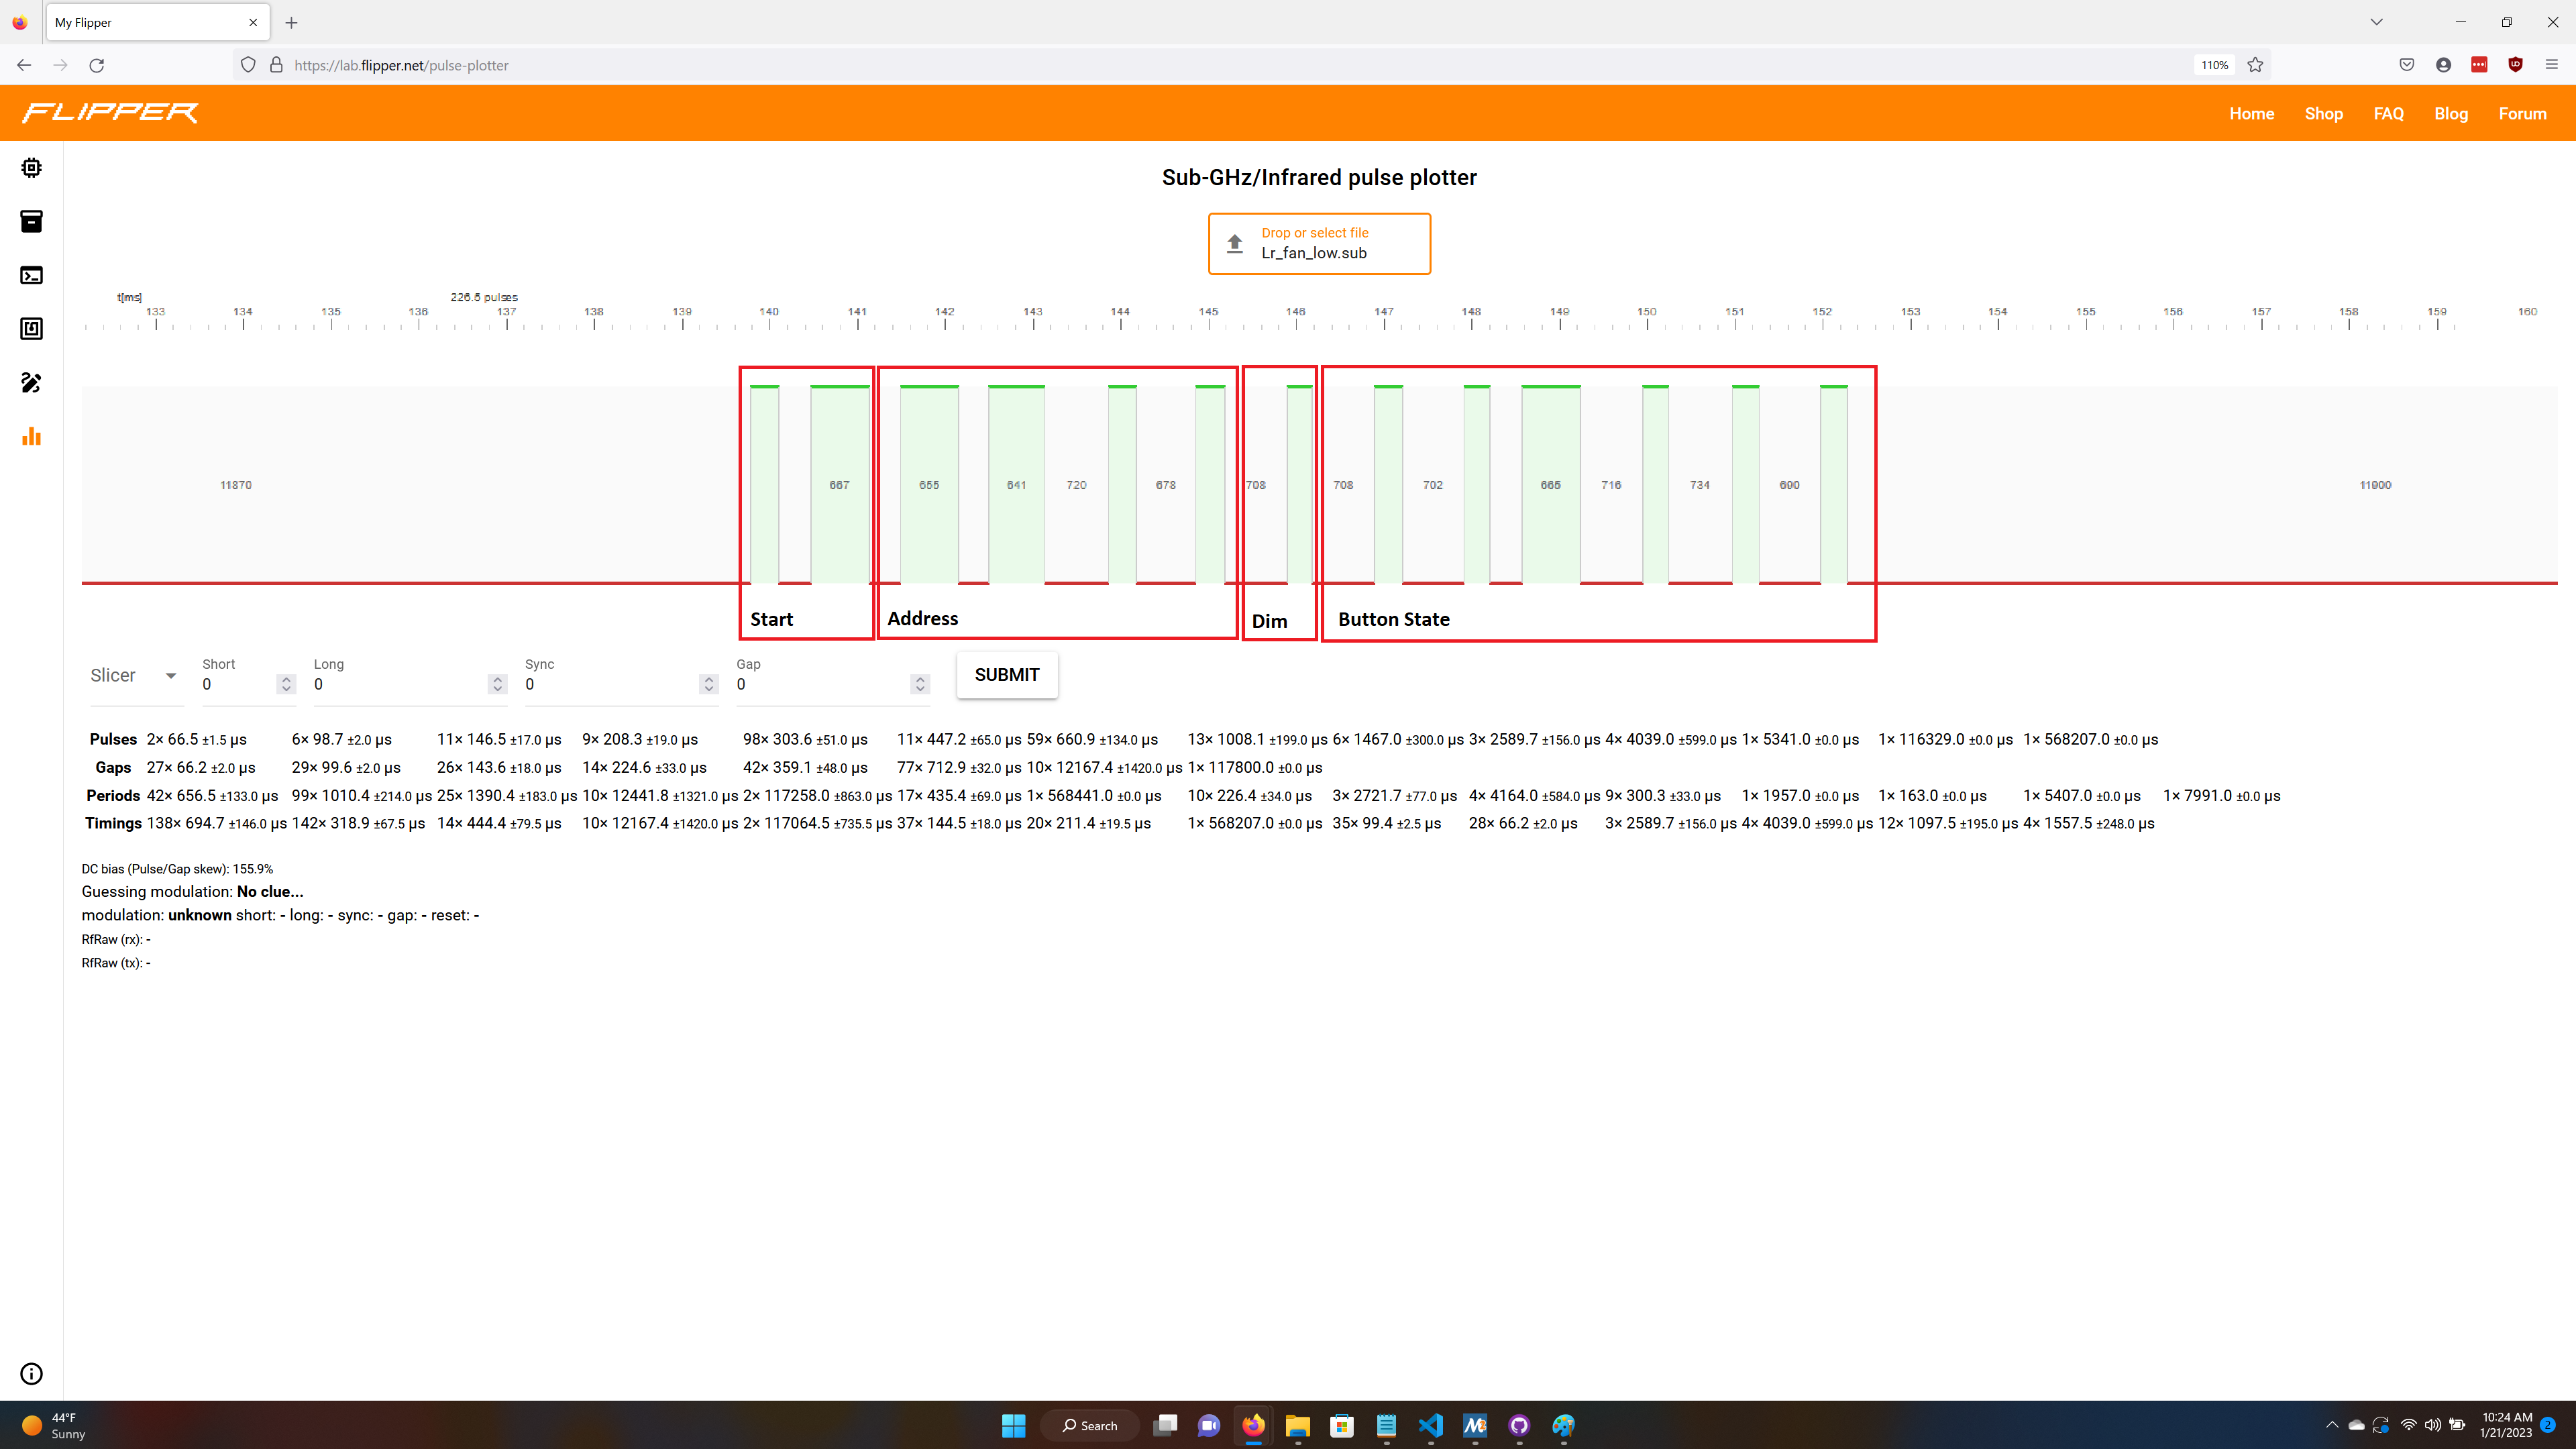 My Flipper
https://lab.flipper.net/pulse-plotter
110%
FLIPPER
Home Shop FAQ Blog Forum
Sub-GHz/Infrared pulse plotter
Drop or select file
Lr_fan_low.sub
t[ms] 226.5 pulses
133 134 135 136 137 138 139 140 141 142 143 144 145 146 147 148 149 150 151 152 153 154 155 156 157 158 159 160
11870 667 655 641 720 678 708 708 702 665 716 734 690 11900
Start Address Dim Button State
Slicer Short 0 Long 0 Sync 0 Gap 0 SUBMIT
Pulses 2× 66.5 ±1.5 µs 6× 98.7 ±2.0 µs 11× 146.5 ±17.0 µs 9× 208.3 ±19.0 µs 98× 303.6 ±51.0 µs 11× 447.2 ±65.0 µs 59× 660.9 ±134.0 µs 13× 1008.1 ±199.0 µs 6× 1467.0 ±300.0 µs 3× 2589.7 ±156.0 µs 4× 4039.0 ±599.0 µs 1× 5341.0 ±0.0 µs 1× 116329.0 ±0.0 µs 1× 568207.0 ±0.0 µs
Gaps 27× 66.2 ±2.0 µs 29× 99.6 ±2.0 µs 26× 143.6 ±18.0 µs 14× 224.6 ±33.0 µs 42× 359.1 ±48.0 µs 77× 712.9 ±32.0 µs 10× 12167.4 ±1420.0 µs 1× 117800.0 ±0.0 µs
Periods 42× 656.5 ±133.0 µs 99× 1010.4 ±214.0 µs 25× 1390.4 ±183.0 µs 10× 12441.8 ±1321.0 µs 2× 117258.0 ±863.0 µs 17× 435.4 ±69.0 µs 1× 568441.0 ±0.0 µs 10× 226.4 ±34.0 µs 3× 2721.7 ±77.0 µs 4× 4164.0 ±584.0 µs 9× 300.3 ±33.0 µs 1× 1957.0 ±0.0 µs 1× 163.0 ±0.0 µs 1× 5407.0 ±0.0 µs 1× 7991.0 ±0.0 µs
Timings 138× 694.7 ±146.0 µs 142× 318.9 ±67.5 µs 14× 444.4 ±79.5 µs 10× 12167.4 ±1420.0 µs 2× 117064.5 ±735.5 µs 37× 144.5 ±18.0 µs 20× 211.4 ±19.5 µs 1× 568207.0 ±0.0 µs 35× 99.4 ±2.5 µs 28× 66.2 ±2.0 µs 3× 2589.7 ±156.0 µs 4× 4039.0 ±599.0 µs 12× 1097.5 ±195.0 µs 4× 1557.5 ±248.0 µs
DC bias (Pulse/Gap skew): 155.9%
Guessing modulation: No clue...
modulation: unknown short: - long: - sync: - gap: - reset: -
RfRaw (rx): -
RfRaw (tx): -
44°F
Sunny
Search
10:24 AM
1/21/2023
2